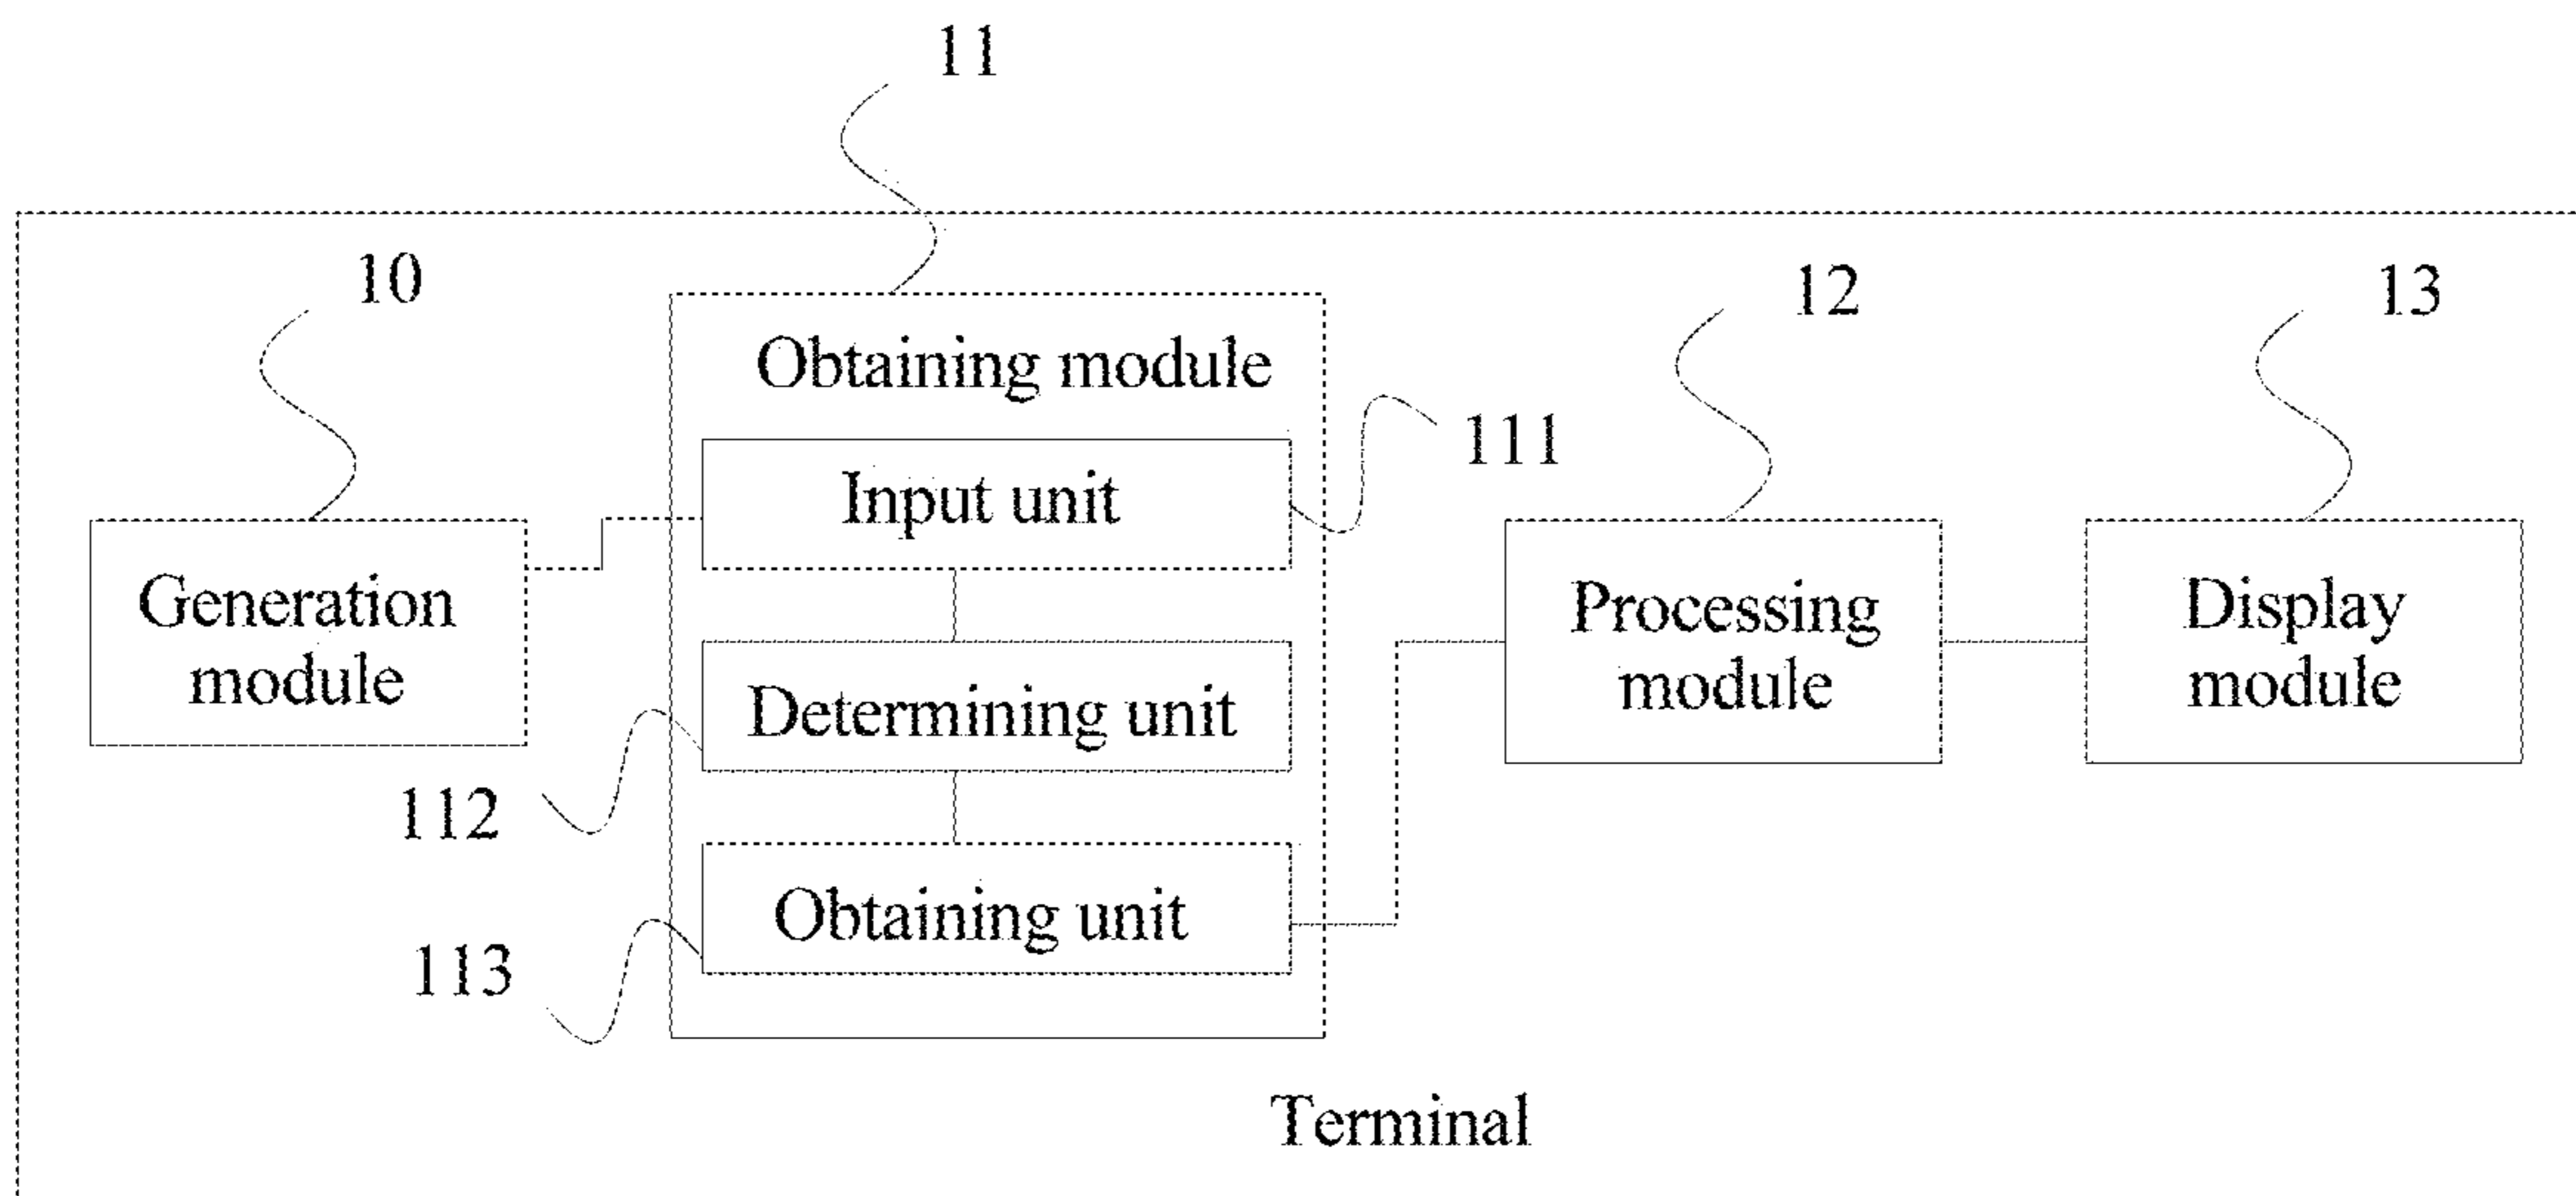 11
10
12
13
Obtaining module
111
Input unit
Generation
module
Processing
module
Display
module
Determining unit
112
Obtaining unit
113
Terminal